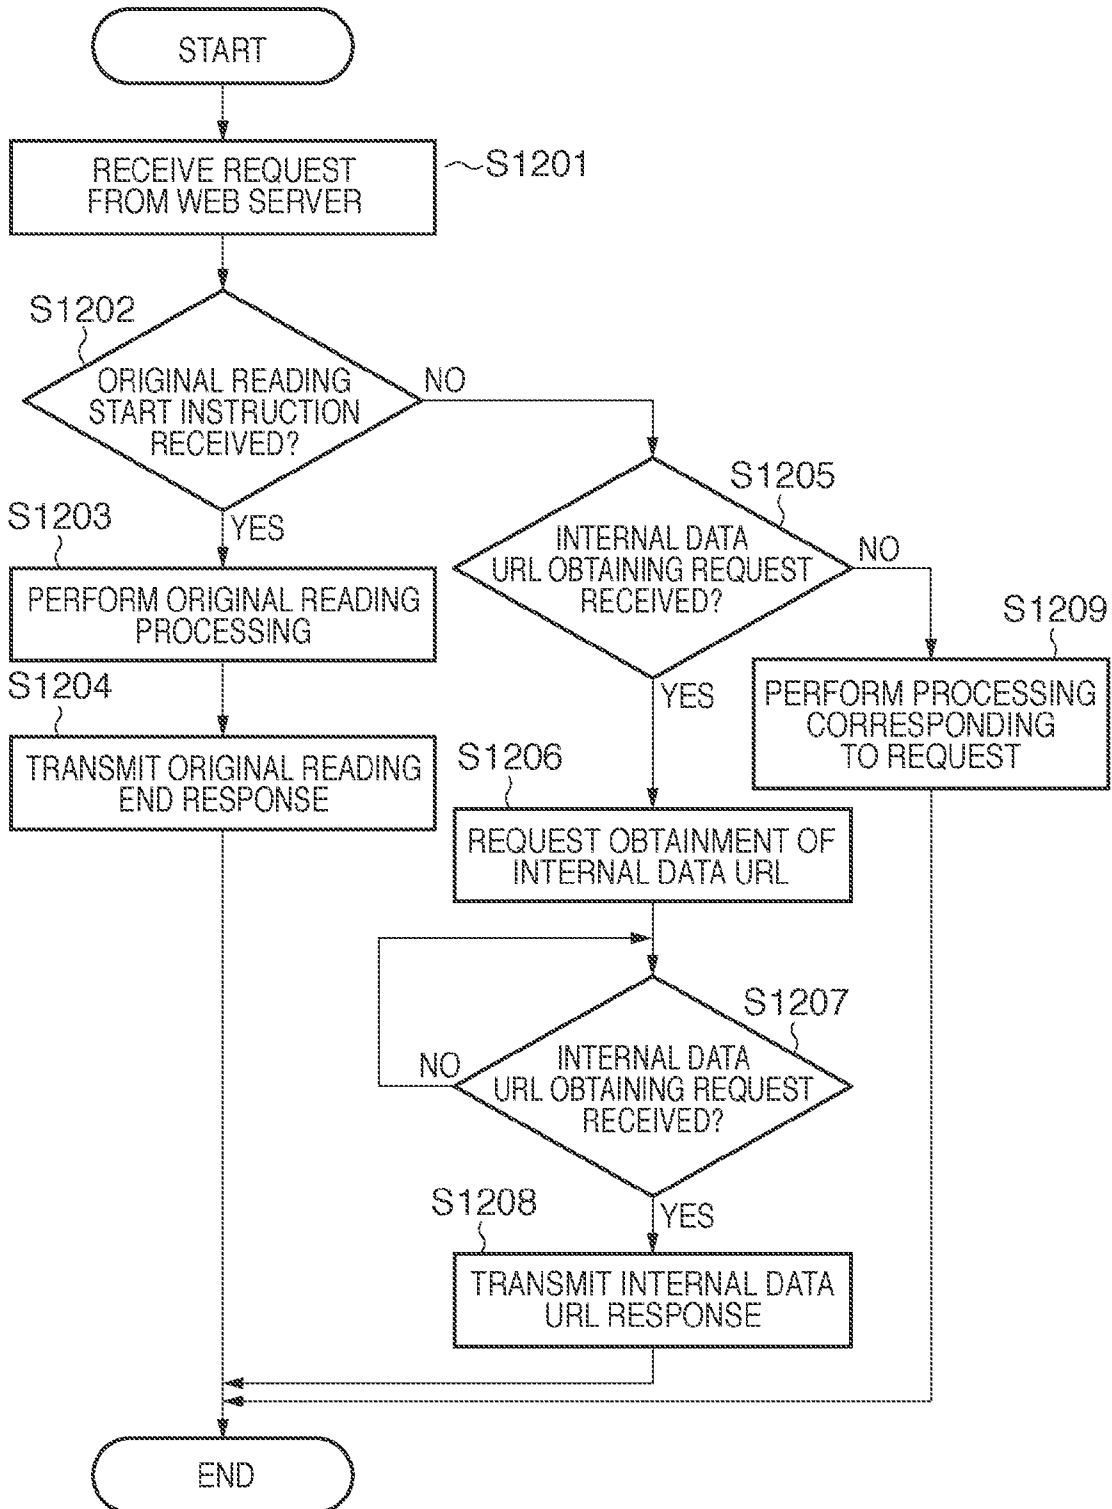 START
RECEIVE REQUEST
FROM WEB SERVER
S1201
S1202
ORIGINAL READING
START INSTRUCTION
RECEIVED?
NO
YES
S1203
PERFORM ORIGINAL READING
PROCESSING
S1204
TRANSMIT ORIGINAL READING
END RESPONSE
S1205
INTERNAL DATA
URL OBTAINING REQUEST
RECEIVED?
NO
YES
S1209
PERFORM PROCESSING
CORRESPONDING
TO REQUEST
S1206
REQUEST OBTAINMENT OF
INTERNAL DATA URL
S1207
INTERNAL DATA
URL OBTAINING REQUEST
RECEIVED?
NO
YES
S1208
TRANSMIT INTERNAL DATA
URL RESPONSE
END